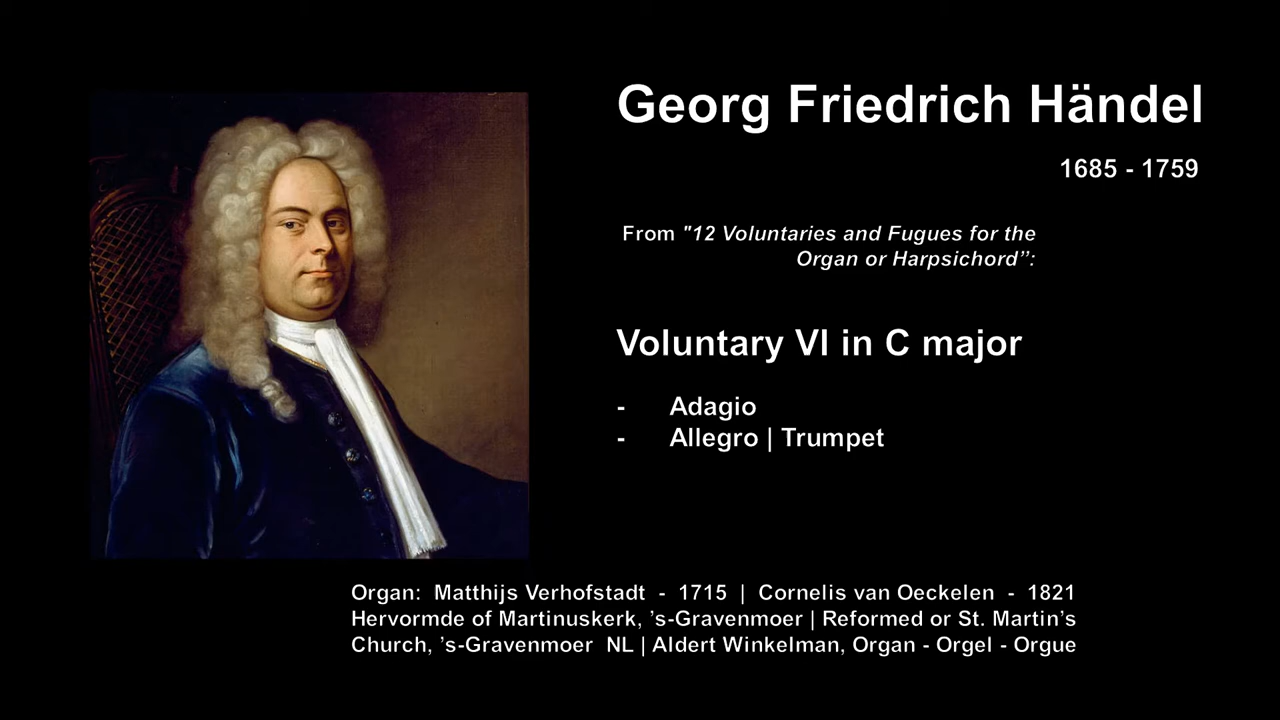 Georg Friedrich Händel
1685 - 1759
From "12 Voluntaries and Fugues for the
Organ or Harpsichord”:
Voluntary VI in C major
- Adagio
- Allegro | Trumpet
Organ: Matthijs Verhofstadt - 1715 | Cornelis van Oeckelen - 1821
Hervormde of Martinuskerk, ’s-Gravenmoer | Reformed or St. Martin’s
Church, ’s-Gravenmoer NL | Aldert Winkelman, Organ - Orgel - Orgue